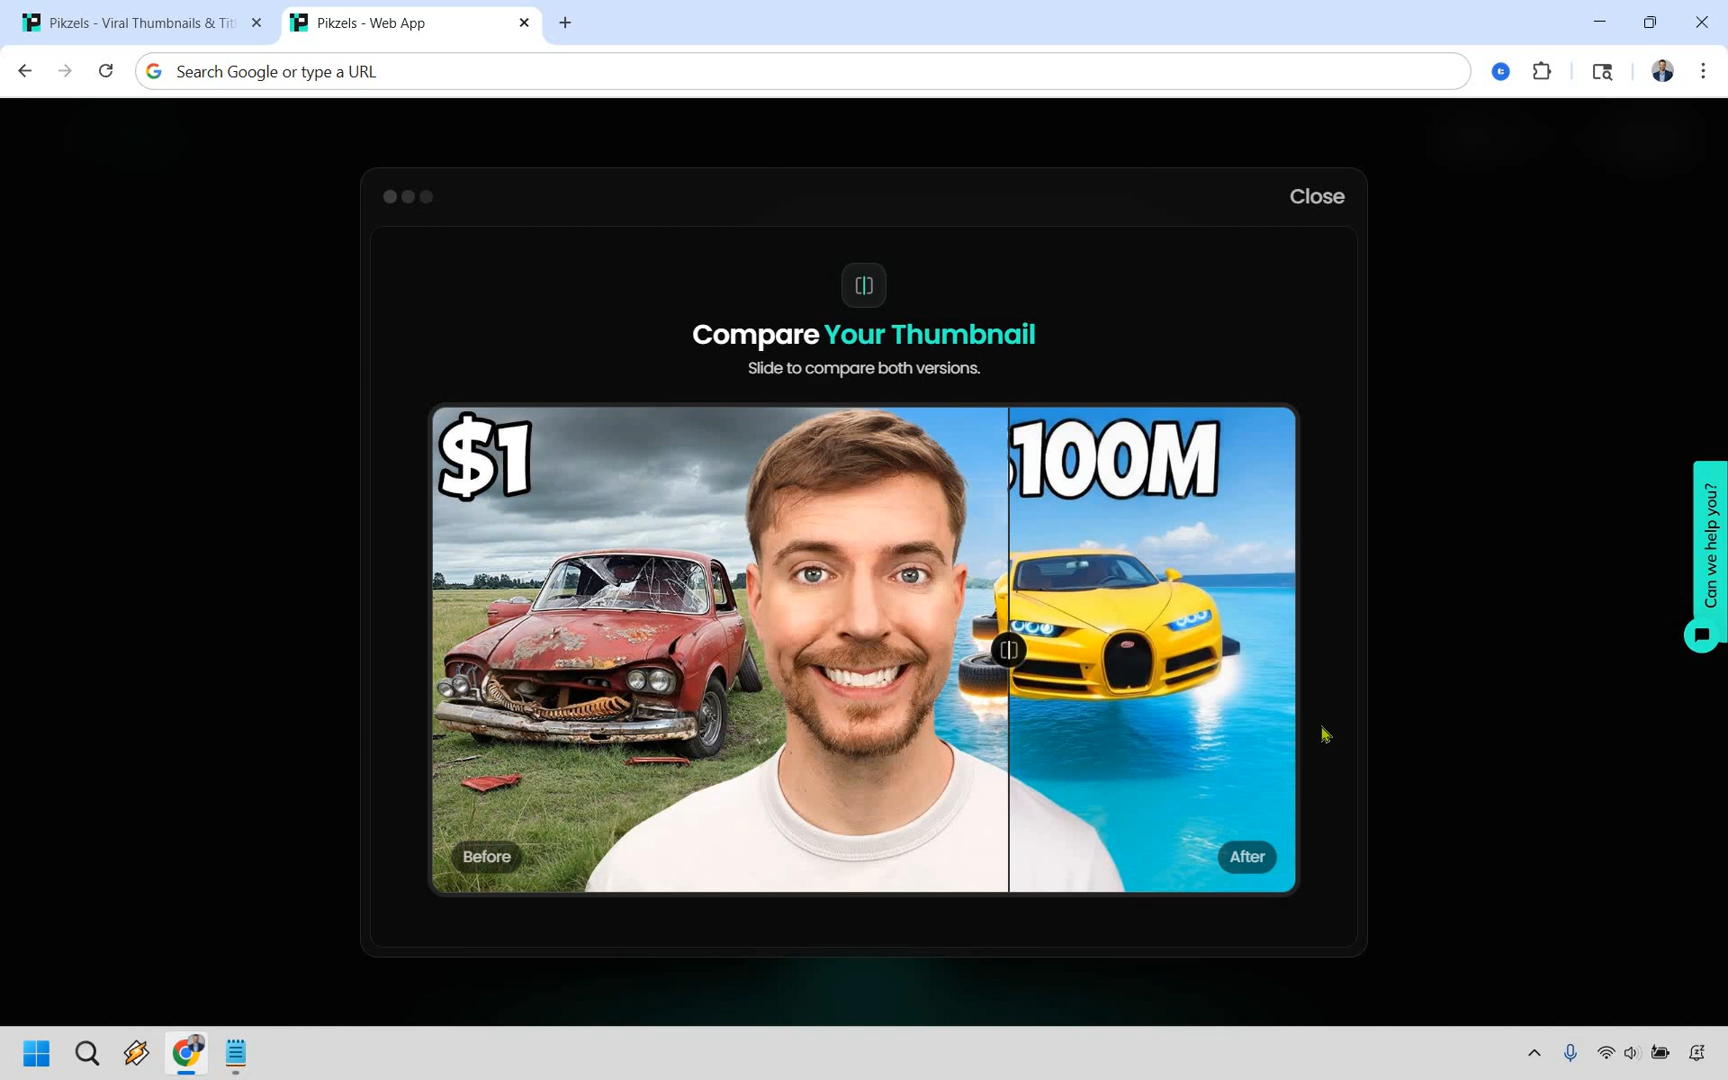 Pikzels - Viral Thumbnails & Tit
Pikzels - Web App
Search Google or type a URL
Close
Compare Your Thumbnail
Slide to compare both versions.
$1
100M
Before
After
Can we help you?